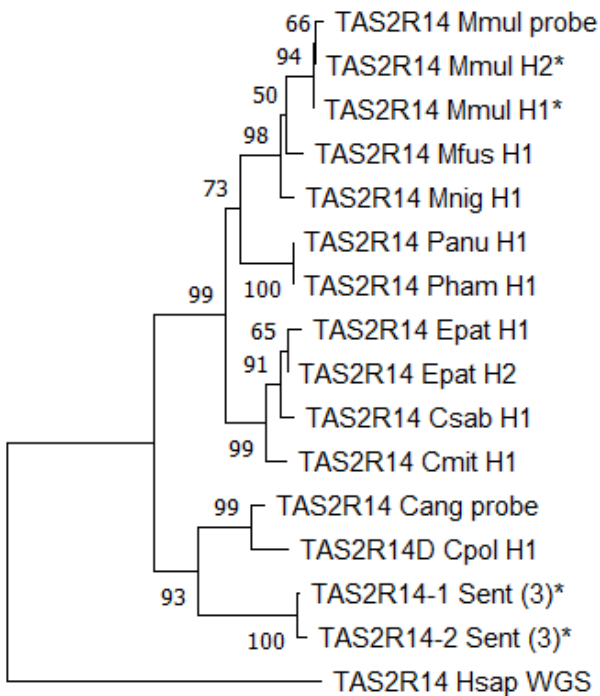 66 TAS2R14 Mmul probe
94 TAS2R14 Mmul H2*
TAS2R14 Mmul H1*
50
98 TAS2R14 Mfus H1
73 TAS2R14 Mnig H1
TAS2R14 Panu H1
99 100 TAS2R14 Pham H1
65 TAS2R14 Epat H1
91 TAS2R14 Epat H2
TAS2R14 Csab H1
99 TAS2R14 Cmit H1
99 TAS2R14 Cang probe
TAS2R14D Cpol H1
93 TAS2R14-1 Sent (3)*
100 TAS2R14-2 Sent (3)*
TAS2R14 Hsap WGS